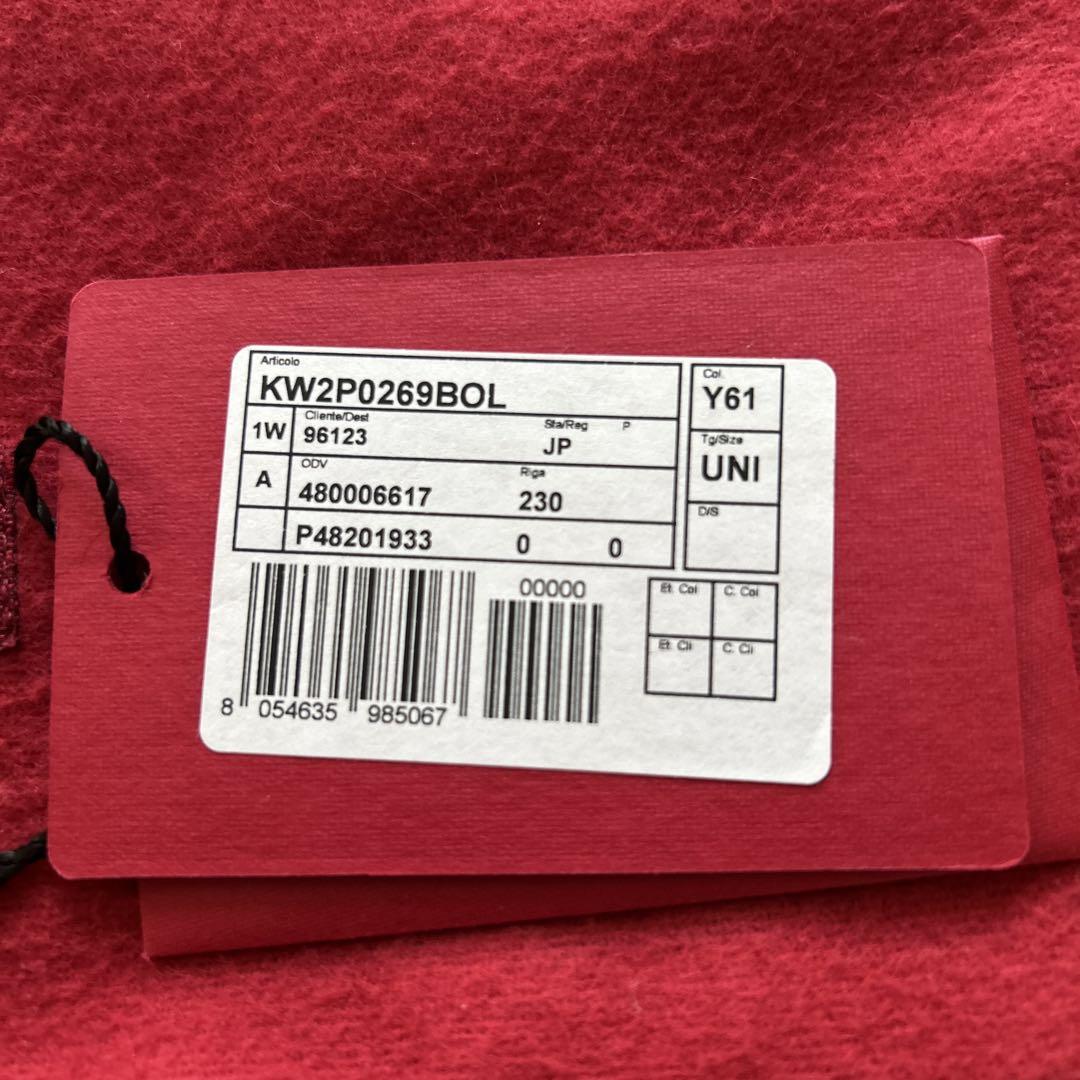 Articolo
KW2P0269BOL
Col.
Y61
1W
Cliente/Dest
96123
Sta/Reg
JP
P
Tg/Size
UNI
A
ODV
480006617
Riga
230
D/S
P48201933 0 0
00000
8 054635 985067
Et. Col C. Col
Et. Cli C. Cli